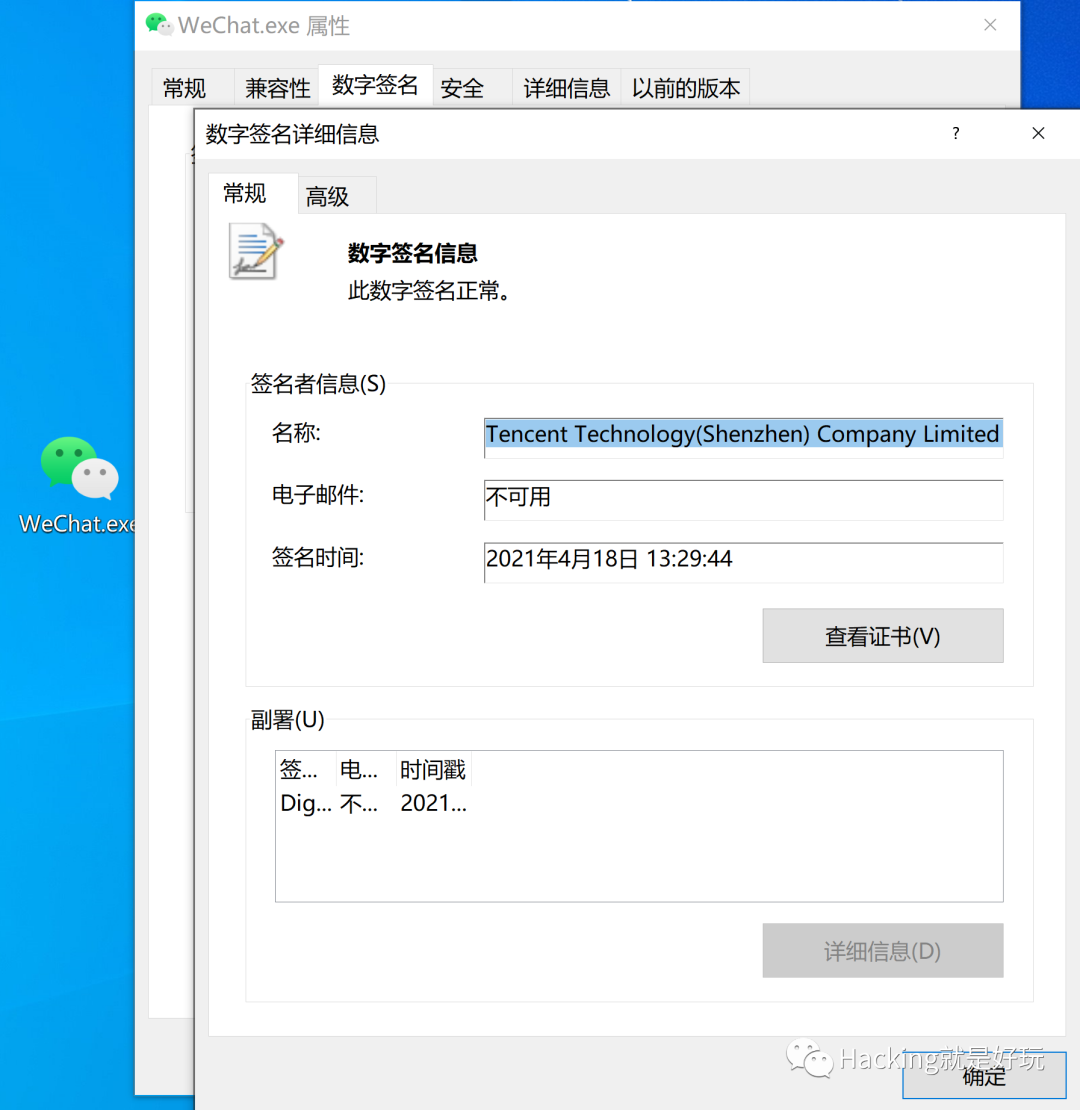 WeChat.exe 属性
常规 兼容性 数字签名 安全 详细信息 以前的版本
数字签名详细信息 ?
常规 高级
数字签名信息
此数字签名正常。
签名者信息(S)
名称: Tencent Technology(Shenzhen) Company Limited
电子邮件: 不可用
签名时间: 2021年4月18日 13:29:44
WeChat.exe
查看证书(V)
副署(U)
签... 电... 时间戳
Dig... 不... 2021...
详细信息(D)
Hacking就是好玩
确定